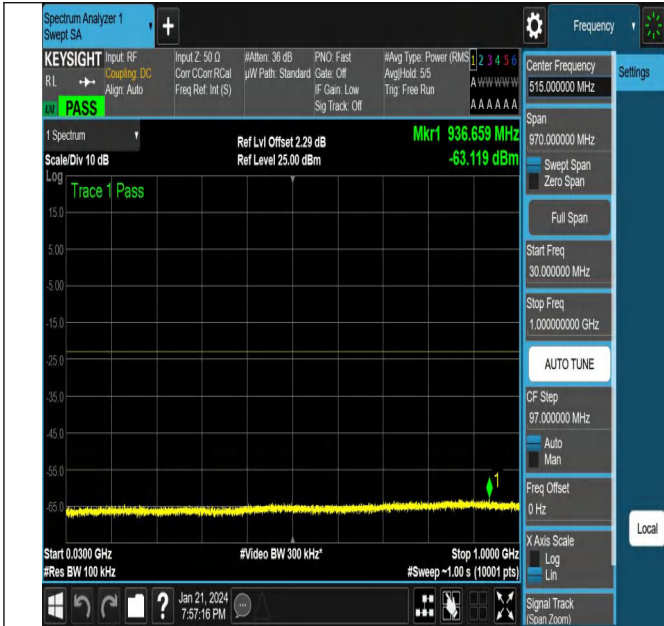 Spectrum Analyzer 1
Swept SA
Frequency
KEYSIGHT
RL
LXI
PASS
Input: RF
Coupling: DC
Align: Auto
Input Z: 50 Ω
Corr CCorr RCal
Freq Ref: Int (S)
#Atten: 36 dB
µW Path: Standard
PNO: Fast
Gate: Off
IF Gain: Low
Sig Track: Off
#Avg Type: Power (RMS
Avg|Hold: 5/5
Trig: Free Run
1 2 3 4 5 6
A W W W W W
A A A A A A
1 Spectrum
Scale/Div 10 dB
Log
Ref Lvl Offset 2.29 dB
Ref Level 25.00 dBm
Mkr1 936.659 MHz
-63.119 dBm
Trace 1 Pass
15.0
5.00
-5.00
-15.0
-25.0
-35.0
-45.0
-55.0
-65.0
1
Start 0.0300 GHz
#Res BW 100 kHz
#Video BW 300 kHz*
Stop 1.0000 GHz
#Sweep ~1.00 s (10001 pts)
Jan 21, 2024
7:57:16 PM
Center Frequency
515.000000 MHz
Settings
Span
970.000000 MHz
Swept Span
Zero Span
Full Span
Start Freq
30.000000 MHz
Stop Freq
1.000000000 GHz
AUTO TUNE
CF Step
97.000000 MHz
Auto
Man
Freq Offset
0 Hz
X Axis Scale
Log
Lin
Local
Signal Track
(Span Zoom)